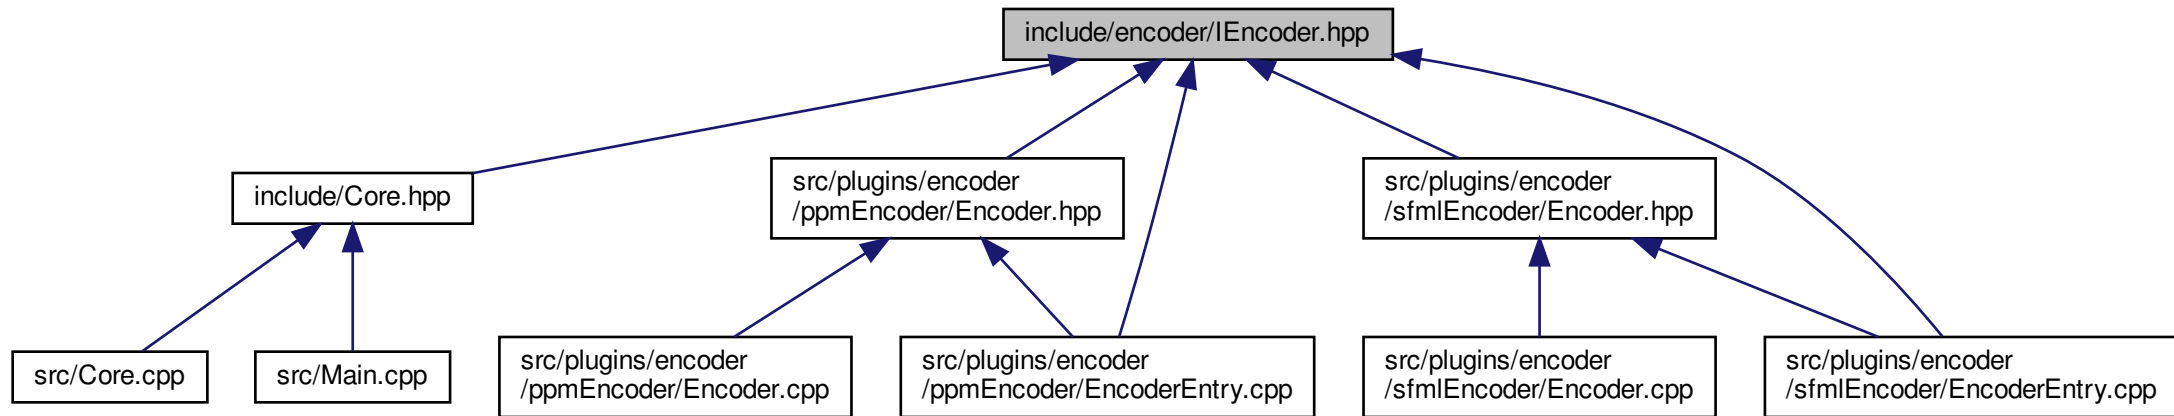 include/encoder/IEncoder.hpp
include/Core.hpp
src/plugins/encoder
/ppmEncoder/Encoder.hpp
src/plugins/encoder
/sfmlEncoder/Encoder.hpp
src/Core.cpp
src/Main.cpp
src/plugins/encoder
/ppmEncoder/Encoder.cpp
src/plugins/encoder
/ppmEncoder/EncoderEntry.cpp
src/plugins/encoder
/sfmlEncoder/Encoder.cpp
src/plugins/encoder
/sfmlEncoder/EncoderEntry.cpp